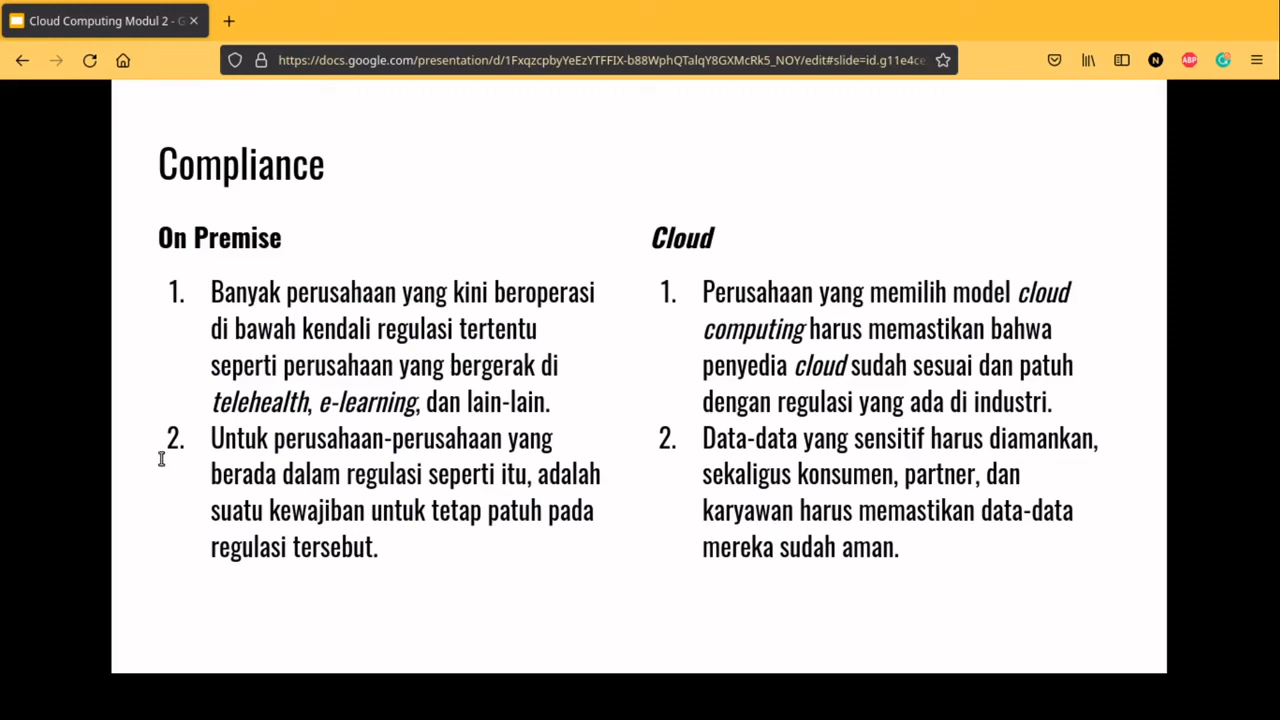 Cloud Computing Modul 2 - G
https://docs.google.com/presentation/d/1FxqzcpbyYeEzYTFFIX-b88WphQTalqY8GXMcRk5_NOY/edit#slide=id.g11e4ce
N
ABP
Compliance
On Premise
1. Banyak perusahaan yang kini beroperasi
di bawah kendali regulasi tertentu
seperti perusahaan yang bergerak di
telehealth, e-learning, dan lain-lain.
2. Untuk perusahaan-perusahaan yang
berada dalam regulasi seperti itu, adalah
suatu kewajiban untuk tetap patuh pada
regulasi tersebut.
Cloud
1. Perusahaan yang memilih model cloud
computing harus memastikan bahwa
penyedia cloud sudah sesuai dan patuh
dengan regulasi yang ada di industri.
2. Data-data yang sensitif harus diamankan,
sekaligus konsumen, partner, dan
karyawan harus memastikan data-data
mereka sudah aman.